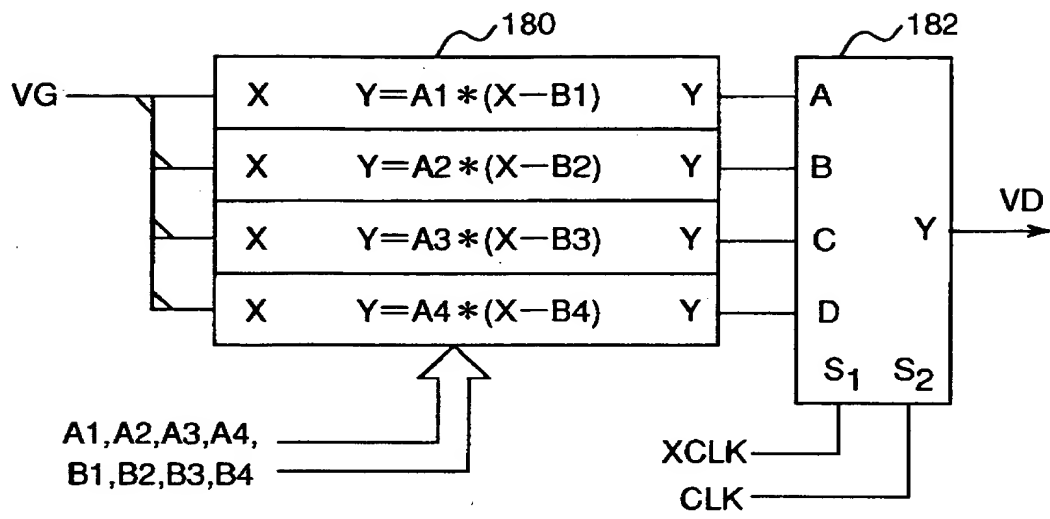 180
182
VG
X Y=A1*(X−B1) Y
A
X Y=A2*(X−B2) Y
B
X Y=A3*(X−B3) Y
C
X Y=A4*(X−B4) Y
D
Y
VD
S1 S2
A1,A2,A3,A4,
B1,B2,B3,B4
XCLK
CLK